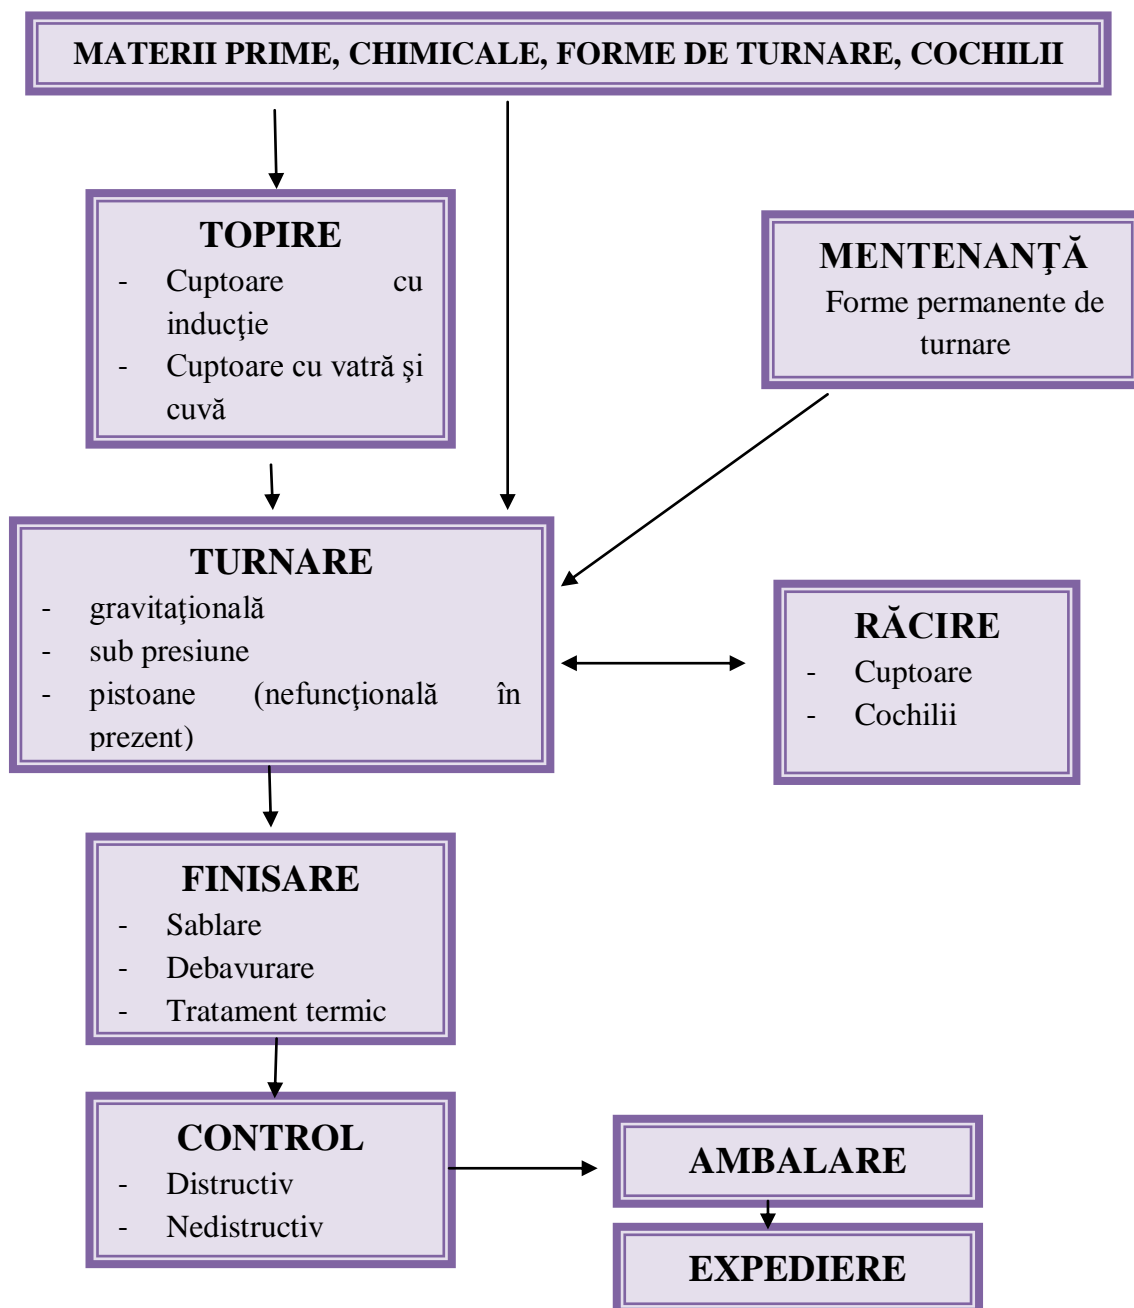 MATERII PRIME, CHIMICALE, FORME DE TURNARE, COCHILII
TOPIRE
- Cuptoare cu
inducţie
- Cuptoare cu vatră şi
cuvă
MENTENANŢĂ
Forme permanente de
turnare
TURNARE
- gravitaţională
- sub presiune
- pistoane (nefuncţională în
prezent)
RĂCIRE
- Cuptoare
- Cochilii
FINISARE
- Sablare
- Debavurare
- Tratament termic
CONTROL
- Distructiv
- Nedistructiv
AMBALARE
EXPEDIERE